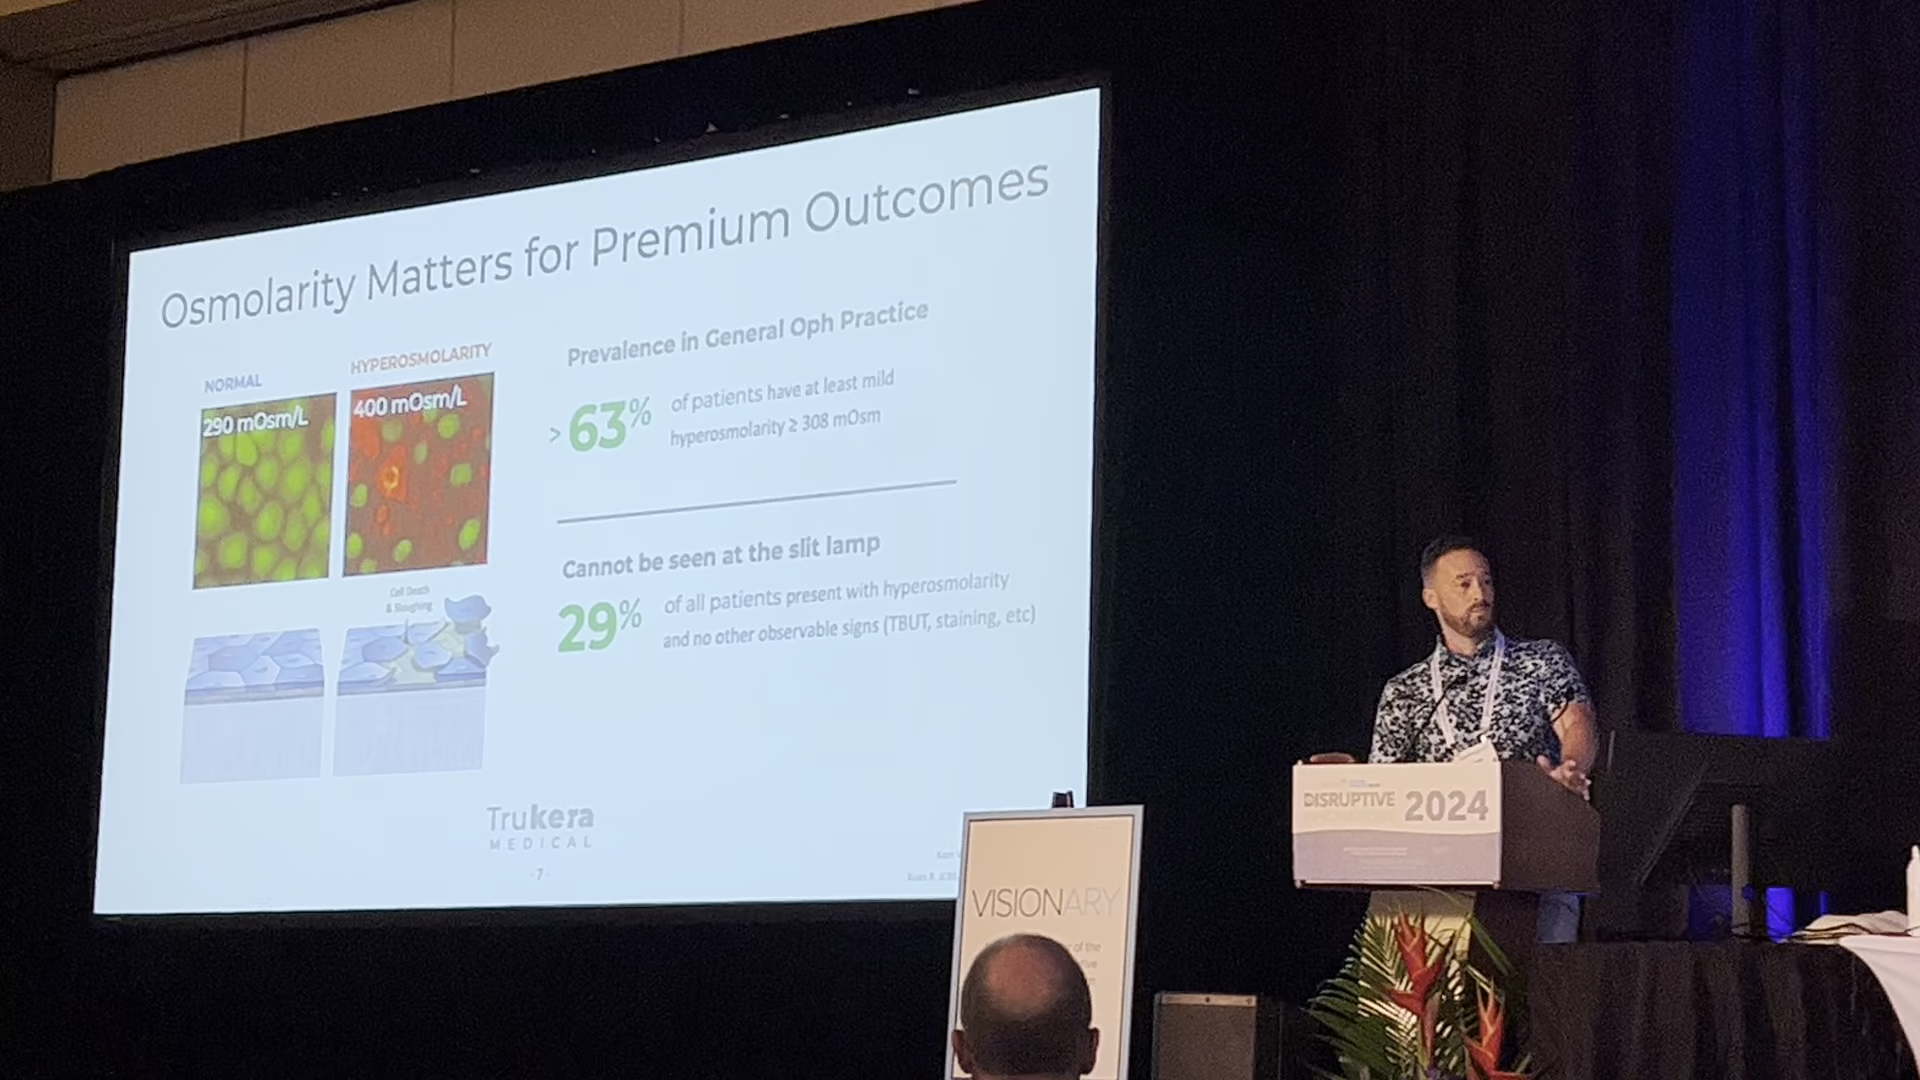 Osmolarity Matters for Premium Outcomes
NORMAL
HYPEROSMOLARITY
290 mOsm/L
400 mOsm/L
Cell Death
& Sloughing
Prevalence in General Oph Practice
> 63% of patients have at least mild
hyperosmolarity ≥ 308 mOsm
Cannot be seen at the slit lamp
29% of all patients present with hyperosmolarity
and no other observable signs (TBUT, staining, etc)
Trukera
MEDICAL
-7-
VISIONARY
of the
DISRUPTIVE
2024